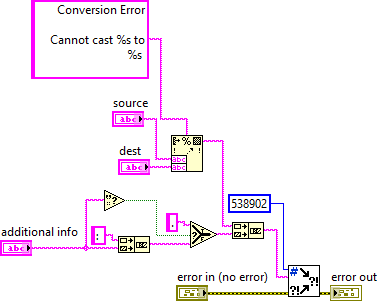 Conversion Error
Cannot cast %s to
%s
source
abc
dest
abc
%
abc
abc
?
additional info
abc
.
.
538902
?
#
?!
?!
error in (no error)
error out